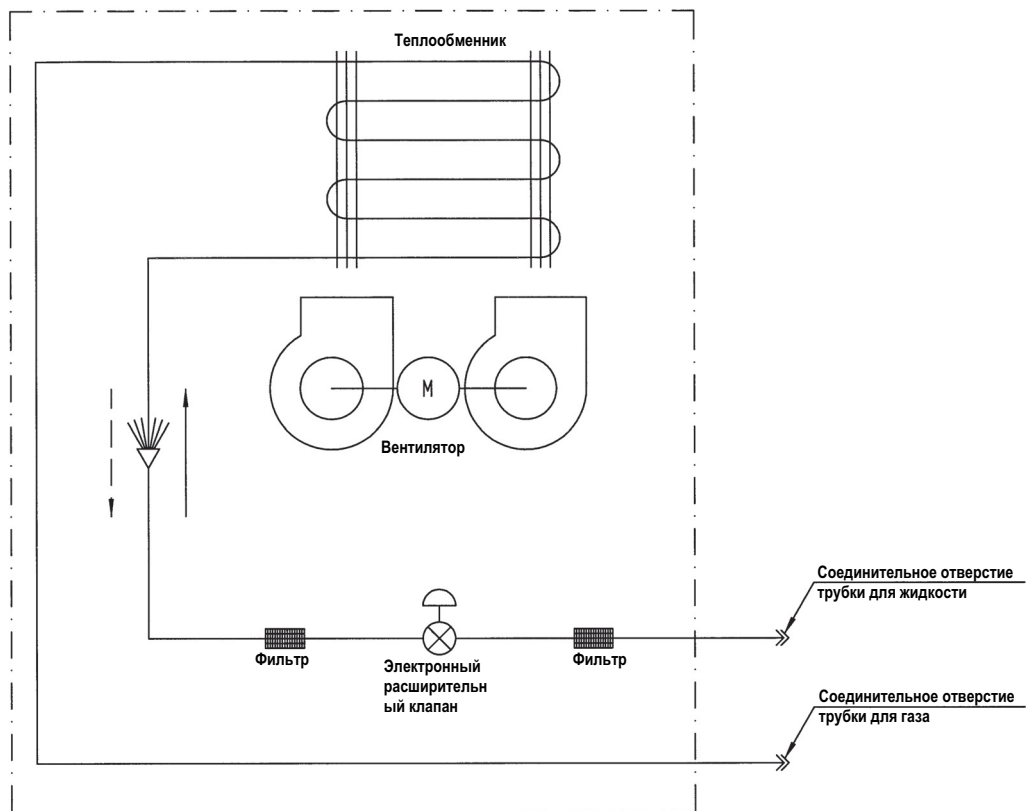 Теплообменник
M
Вентилятор
Соединительное отверстие
трубки для жидкости
Фильтр
Электронный
расширительн
ый клапан
Фильтр
Соединительное отверстие
трубки для газа